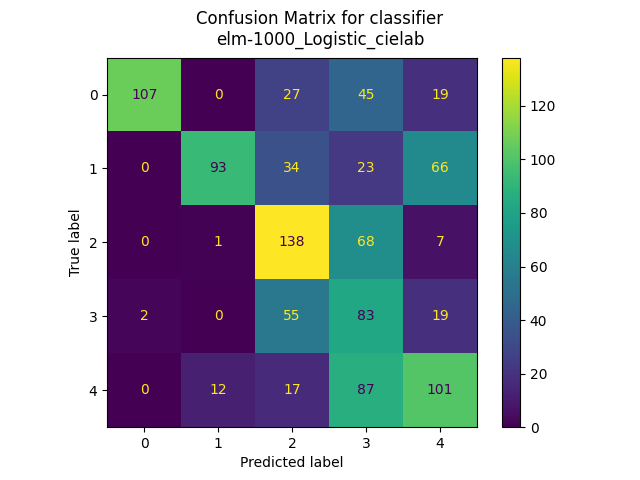 Confusion Matrix for classifier
elm-1000_Logistic_cielab
0 107 0 27 45 19
1 0 93 34 23 66
2 0 1 138 68 7
3 2 0 55 83 19
4 0 12 17 87 101
0 1 2 3 4
True label
Predicted label
120
100
80
60
40
20
0